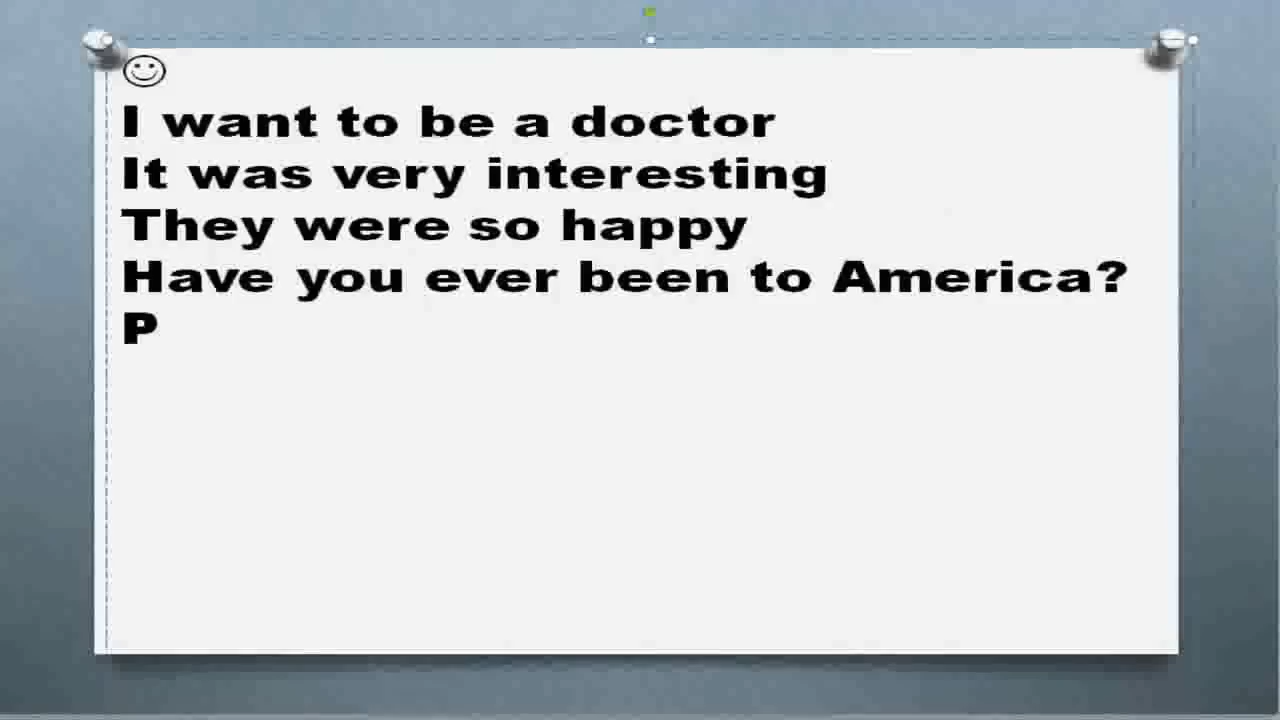 ☺
I want to be a doctor
It was very interesting
They were so happy
Have you ever been to America?
P